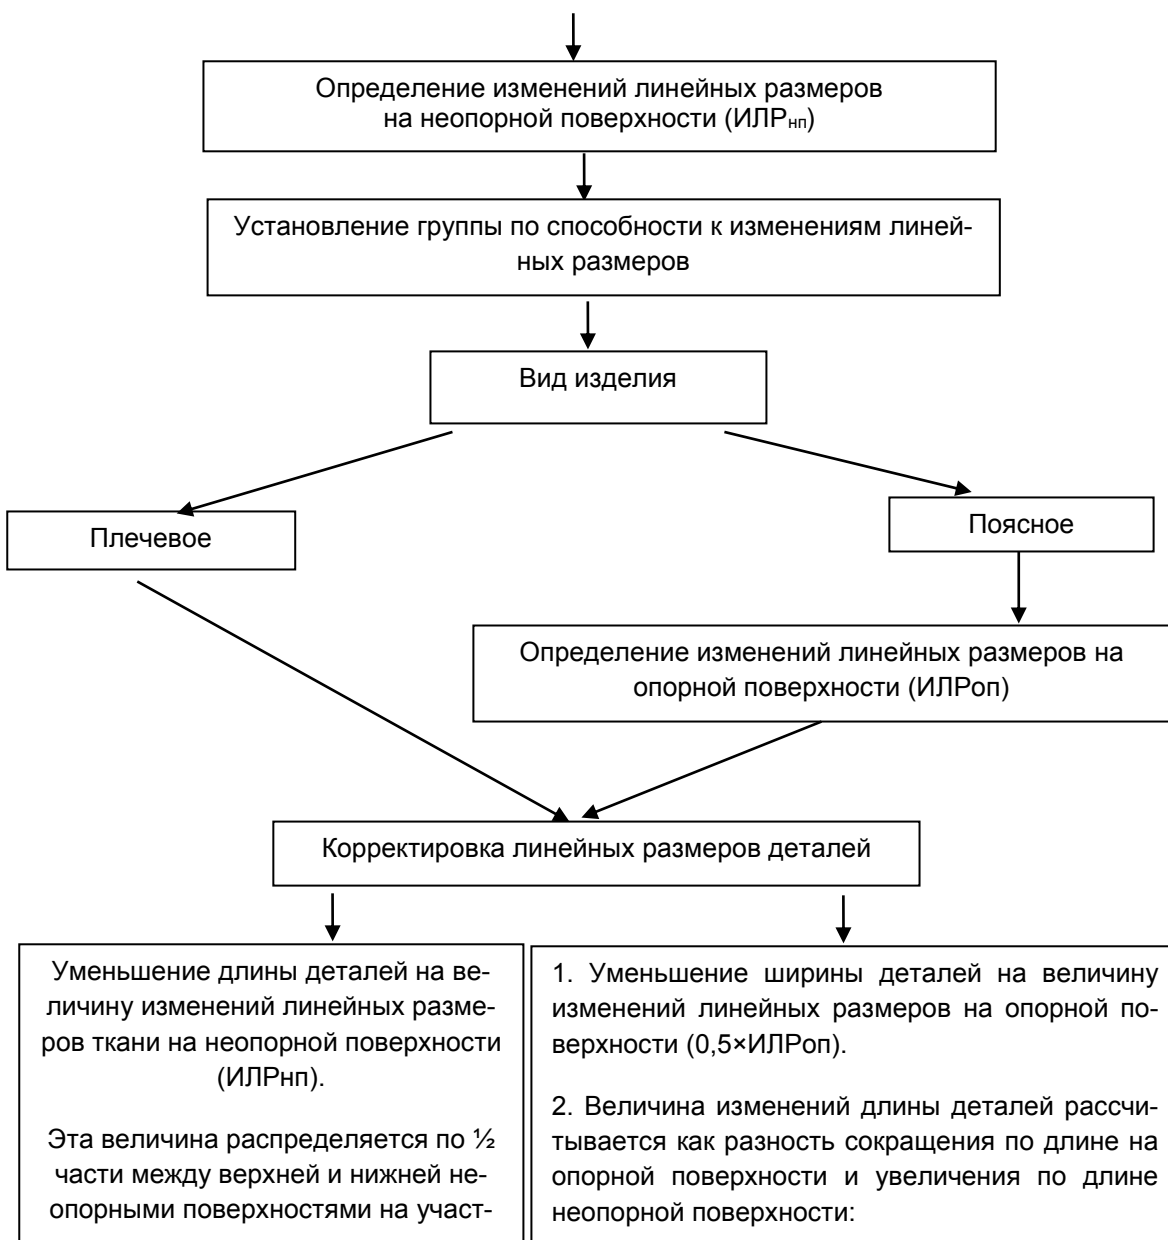 Определение изменений линейных размеров
на неопорной поверхности (ИЛРнп)
Установление группы по способности к изменениям линей-
ных размеров
Вид изделия
Плечевое
Поясное
Определение изменений линейных размеров на
опорной поверхности (ИЛРоп)
Корректировка линейных размеров деталей
Уменьшение длины деталей на ве-
личину изменений линейных разме-
ров ткани на неопорной поверхности
(ИЛРнп).
Эта величина распределяется по ½
части между верхней и нижней не-
опорными поверхностями на участ-
1. Уменьшение ширины деталей на величину
изменений линейных размеров на опорной по-
верхности (0,5×ИЛРоп).
2. Величина изменений длины деталей рассчи-
тывается как разность сокращения по длине на
опорной поверхности и увеличения по длине
неопорной поверхности: